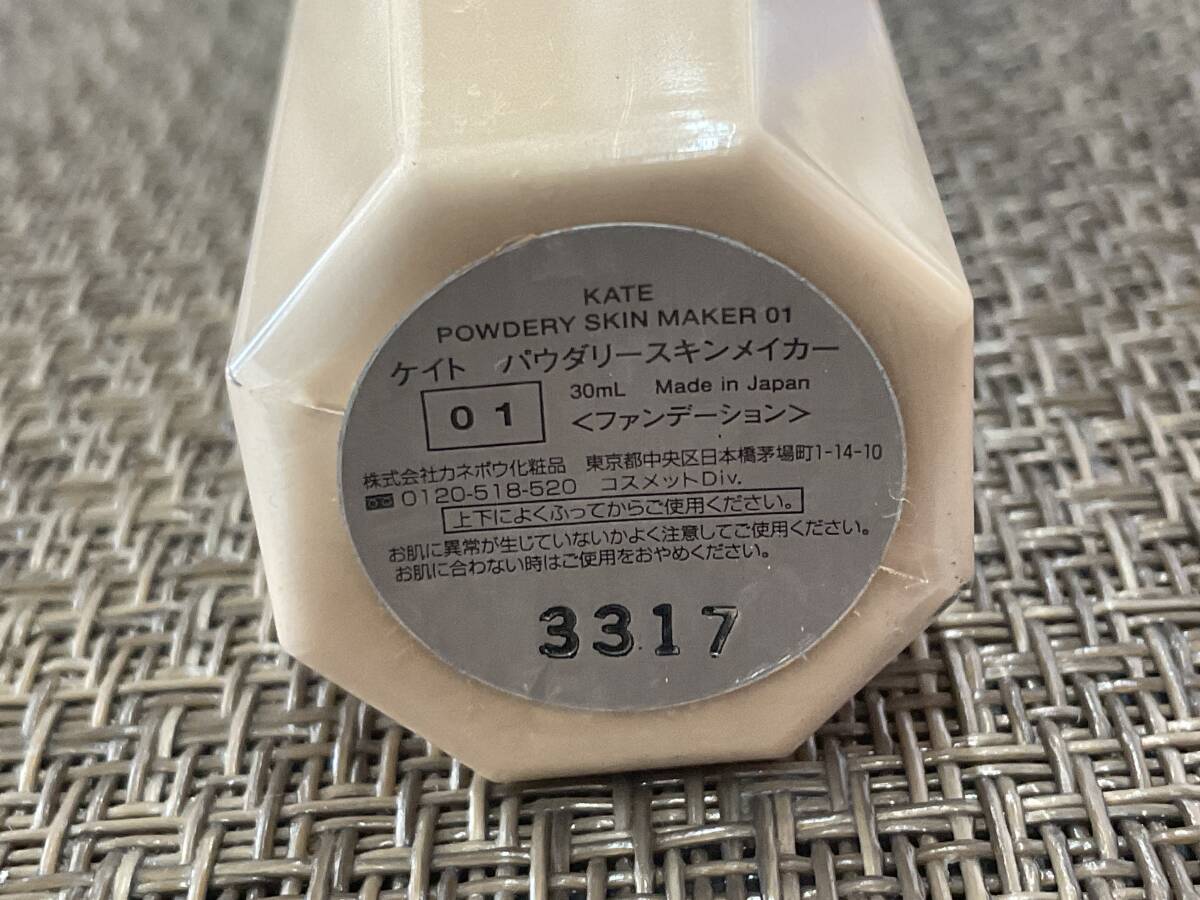 KATE
POWDERY SKIN MAKER 01
ケイト　パウダリースキンメイカー
01
30mL　Made in Japan
<ファンデーション>
株式会社カネボウ化粧品　東京都中央区日本橋茅場町1-14-10
0120-518-520　コスメットDiv.
上下によくふってからご使用ください。
お肌に異常が生じていないかよく注意してご使用ください。
お肌に合わない時はご使用をおやめください。
3317